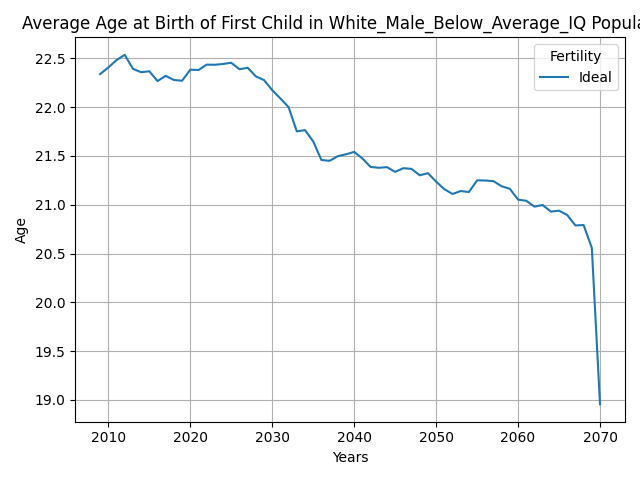 Average Age at Birth of First Child in White_Male_Below_Average_IQ Popula
Fertility
Ideal
22.5
22.0
21.5
21.0
20.5
20.0
19.5
19.0
Age
2010 2020 2030 2040 2050 2060 2070
Years